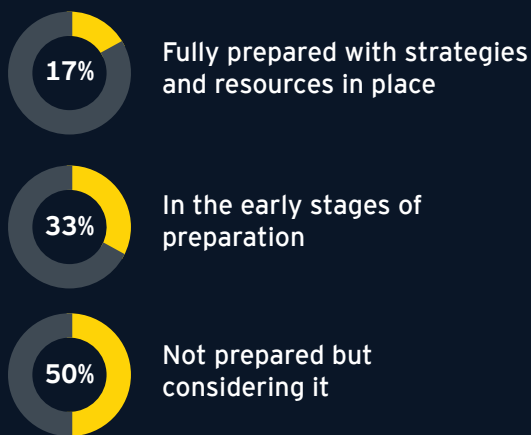 17%
Fully prepared with strategies
and resources in place
33%
In the early stages of
preparation
50%
Not prepared but
considering it